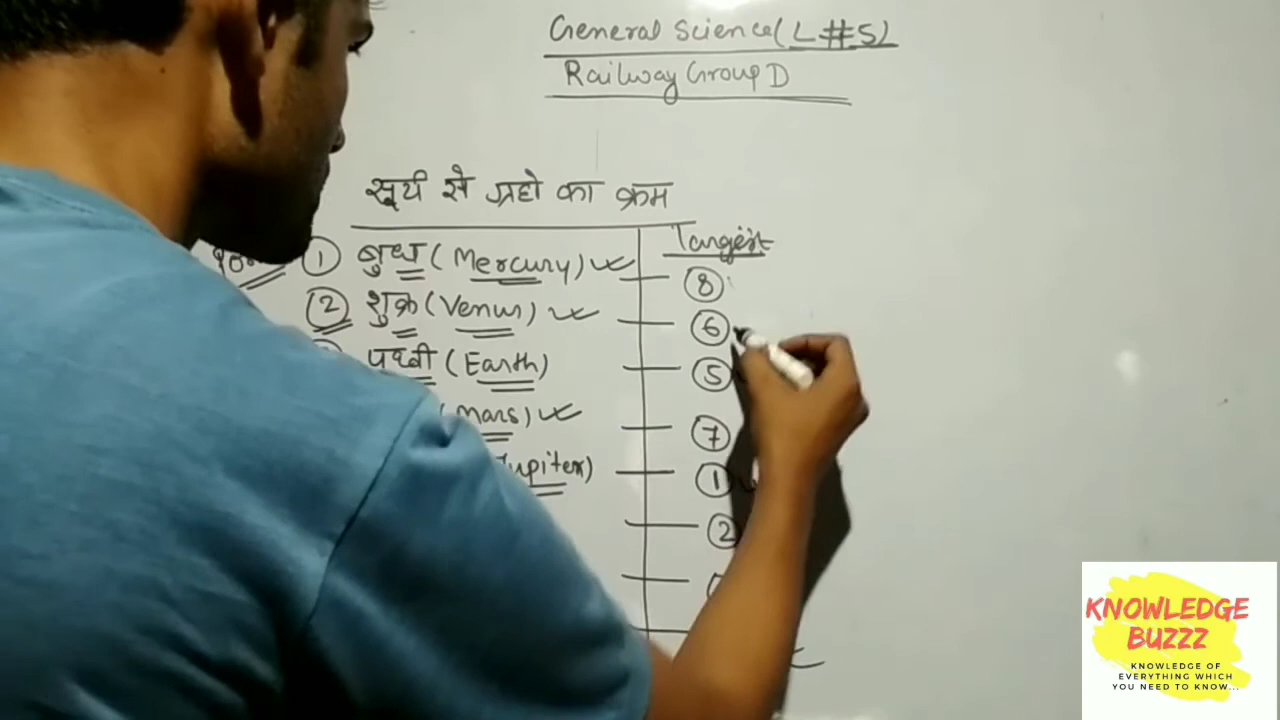 General Science (L#5)
Railway Group D
सूर्य से ग्रहो का क्रम
Largest
① बुध (Mercury) ⑧
② शुक्र (Venus) ⑥
पृथ्वी (Earth) ⑤
(Mars) ⑦
Jupiter) ①
②
KNOWLEDGE
BUZZZ
KNOWLEDGE OF
EVERYTHING WHICH
YOU NEED TO KNOW...